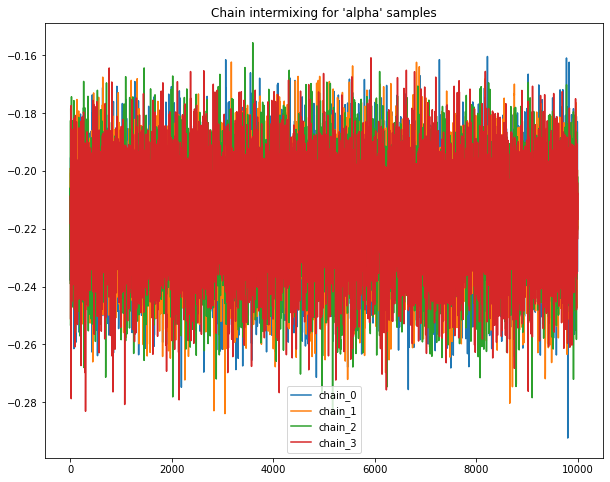 Chain intermixing for 'alpha' samples
−0.16
−0.18
−0.20
−0.22
−0.24
−0.26
−0.28
0
2000
4000
6000
8000
10000
chain_0
chain_1
chain_2
chain_3